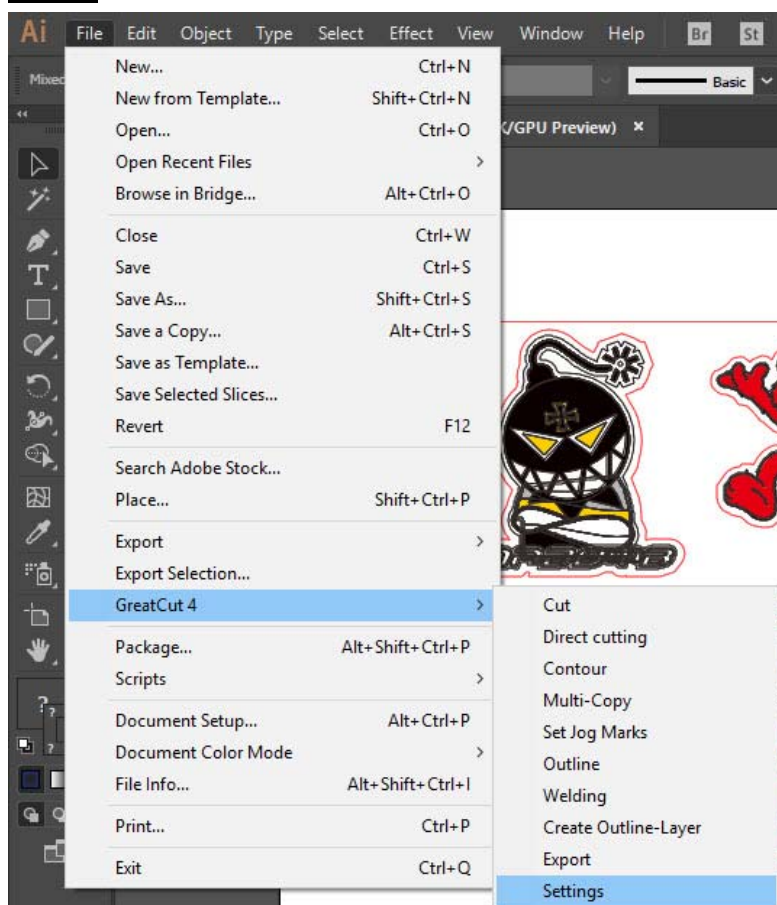 Ai File Edit Object Type Select Effect View Window Help Br St
Mixed Basic
New... Ctrl+N
New from Template... Shift+Ctrl+N
/GPU Preview) ×
Open... Ctrl+O
Open Recent Files >
Browse in Bridge... Alt+Ctrl+O
Close Ctrl+W
Save Ctrl+S
Save As... Shift+Ctrl+S
Save a Copy... Alt+Ctrl+S
Save as Template...
Save Selected Slices...
Revert F12
Search Adobe Stock...
Place... Shift+Ctrl+P
Export >
Export Selection...
GreatCut 4 >
Package... Alt+Shift+Ctrl+P
Scripts >
Document Setup... Alt+Ctrl+P
Document Color Mode >
File Info... Alt+Shift+Ctrl+I
Print... Ctrl+P
Exit Ctrl+Q
Cut
Direct cutting
Contour
Multi-Copy
Set Jog Marks
Outline
Welding
Create Outline-Layer
Export
Settings